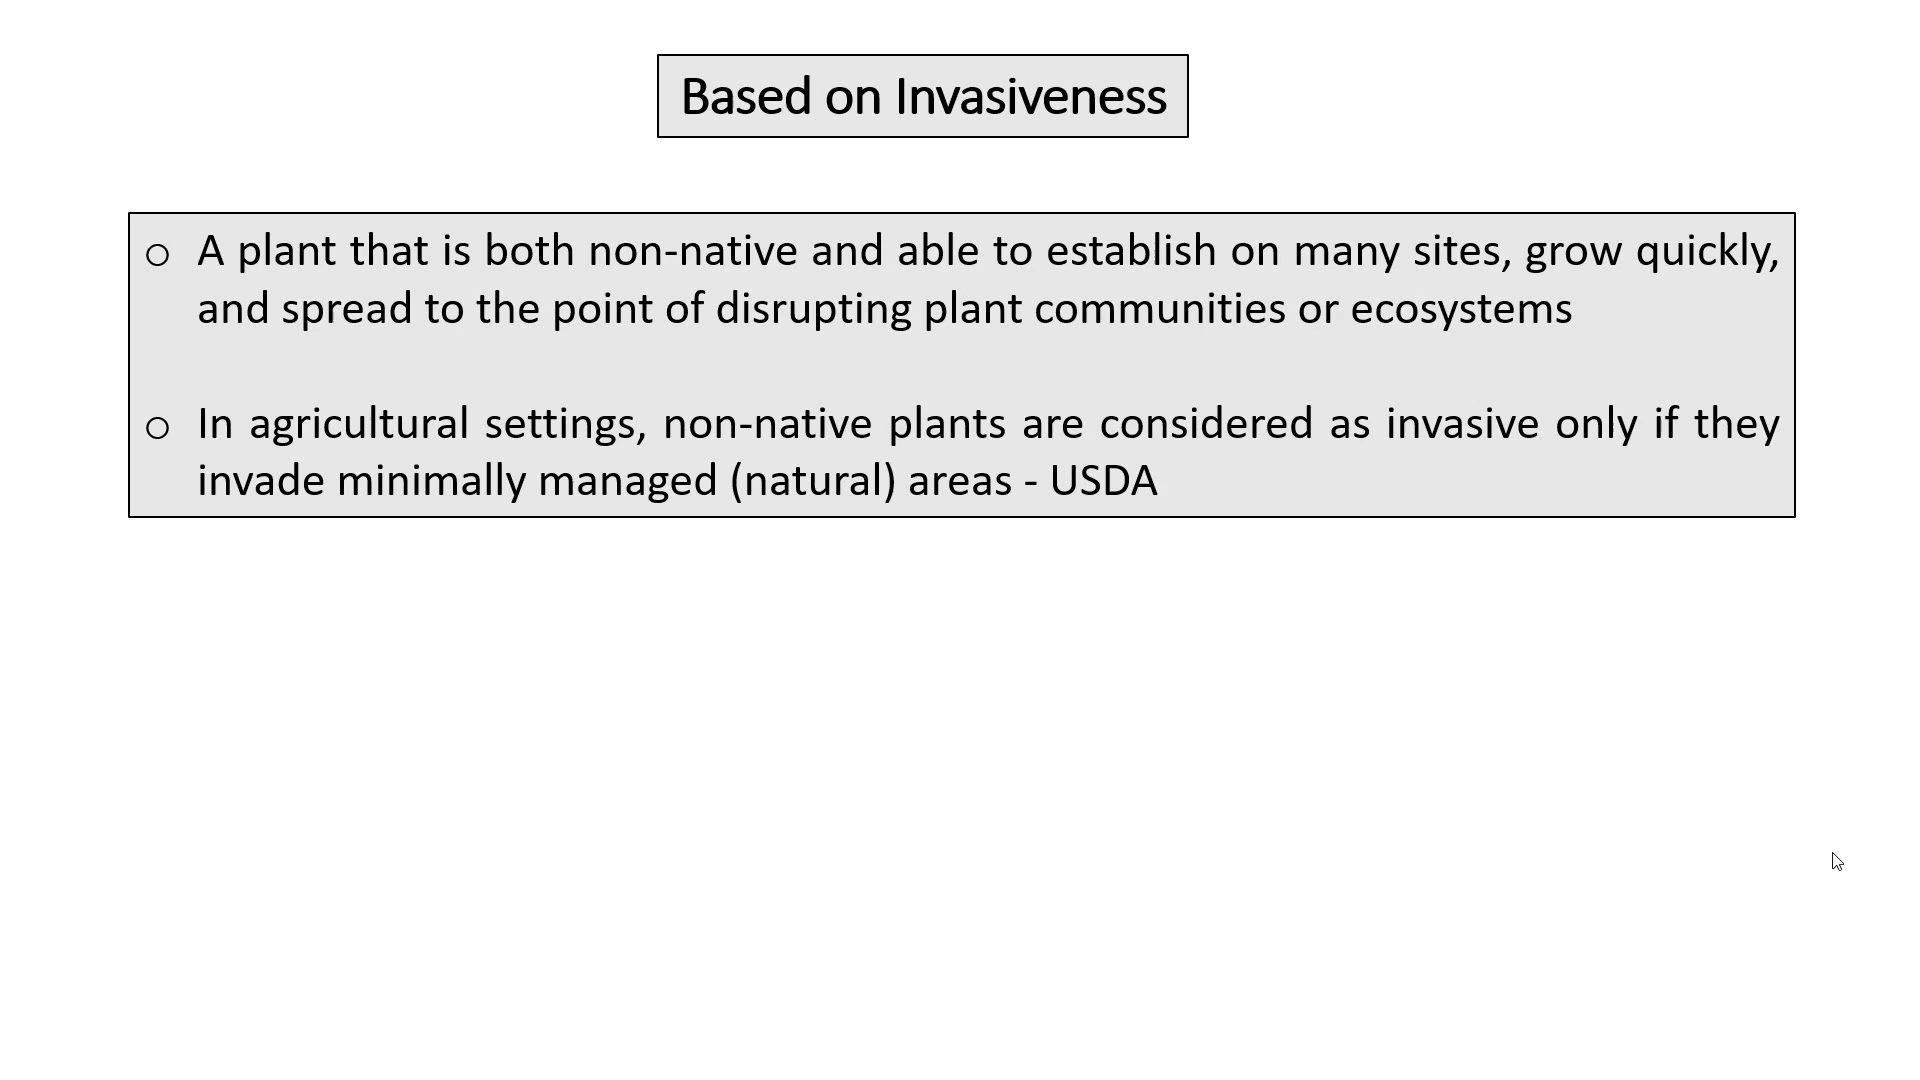 Based on Invasiveness
○ A plant that is both non-native and able to establish on many sites, grow quickly,
and spread to the point of disrupting plant communities or ecosystems
○ In agricultural settings, non-native plants are considered as invasive only if they
invade minimally managed (natural) areas - USDA